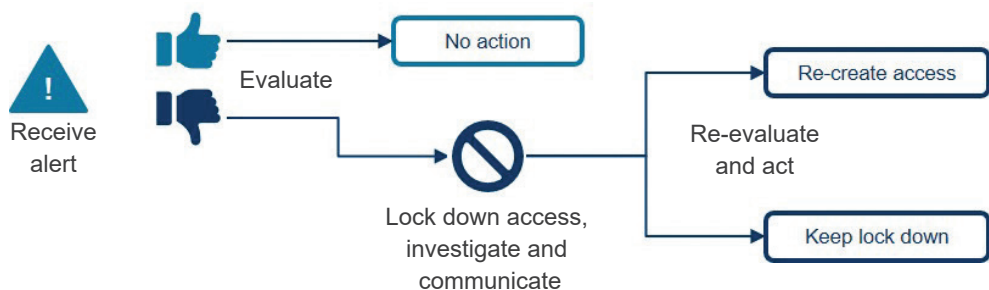 !
Receive
alert
Evaluate
No action
Lock down access,
investigate and
communicate
Re-evaluate
and act
Re-create access
Keep lock down